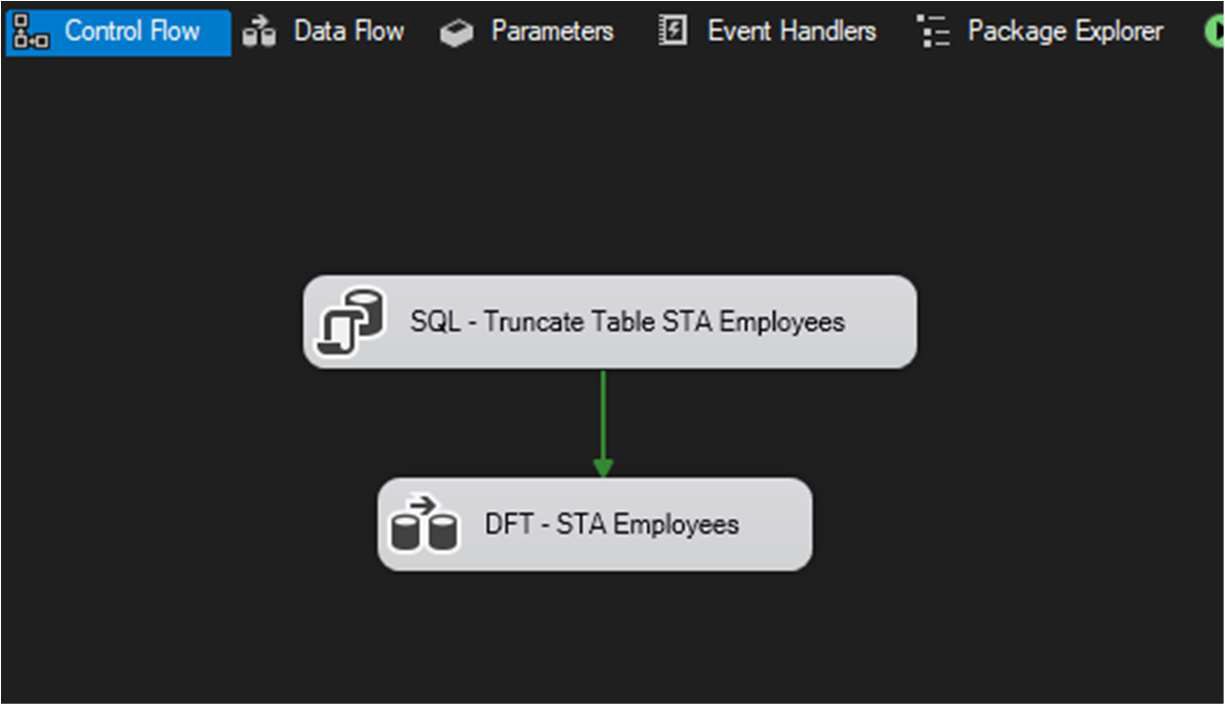 Control Flow Data Flow Parameters Event Handlers Package Explorer
SQL - Truncate Table STA Employees
DFT - STA Employees